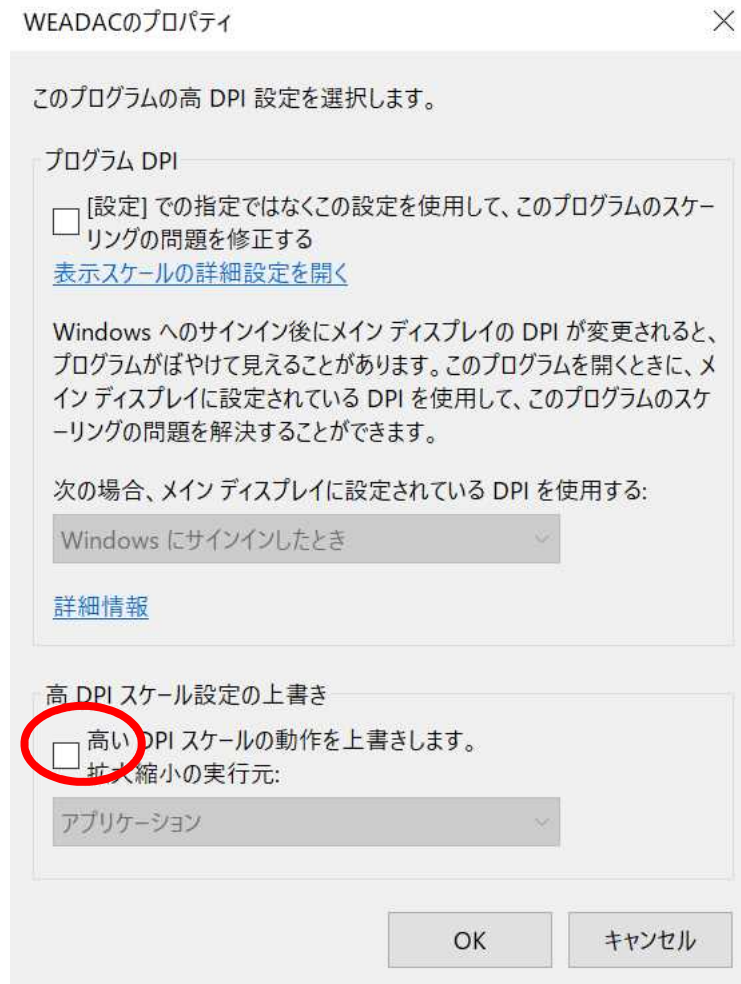 WEADACのプロパティ
このプログラムの高 DPI 設定を選択します。
プログラム DPI
[設定] での指定ではなくこの設定を使用して、このプログラムのスケー
リングの問題を修正する
表示スケールの詳細設定を開く
Windows へのサインイン後にメイン ディスプレイの DPI が変更されると、
プログラムがぼやけて見えることがあります。このプログラムを開くときに、メ
イン ディスプレイに設定されている DPI を使用して、このプログラムのスケ
ーリングの問題を解決することができます。
次の場合、メイン ディスプレイに設定されている DPI を使用する:
Windows にサインインしたとき
詳細情報
高 DPI スケール設定の上書き
高い DPI スケールの動作を上書きします。
拡大縮小の実行元:
アプリケーション
OK
キャンセル